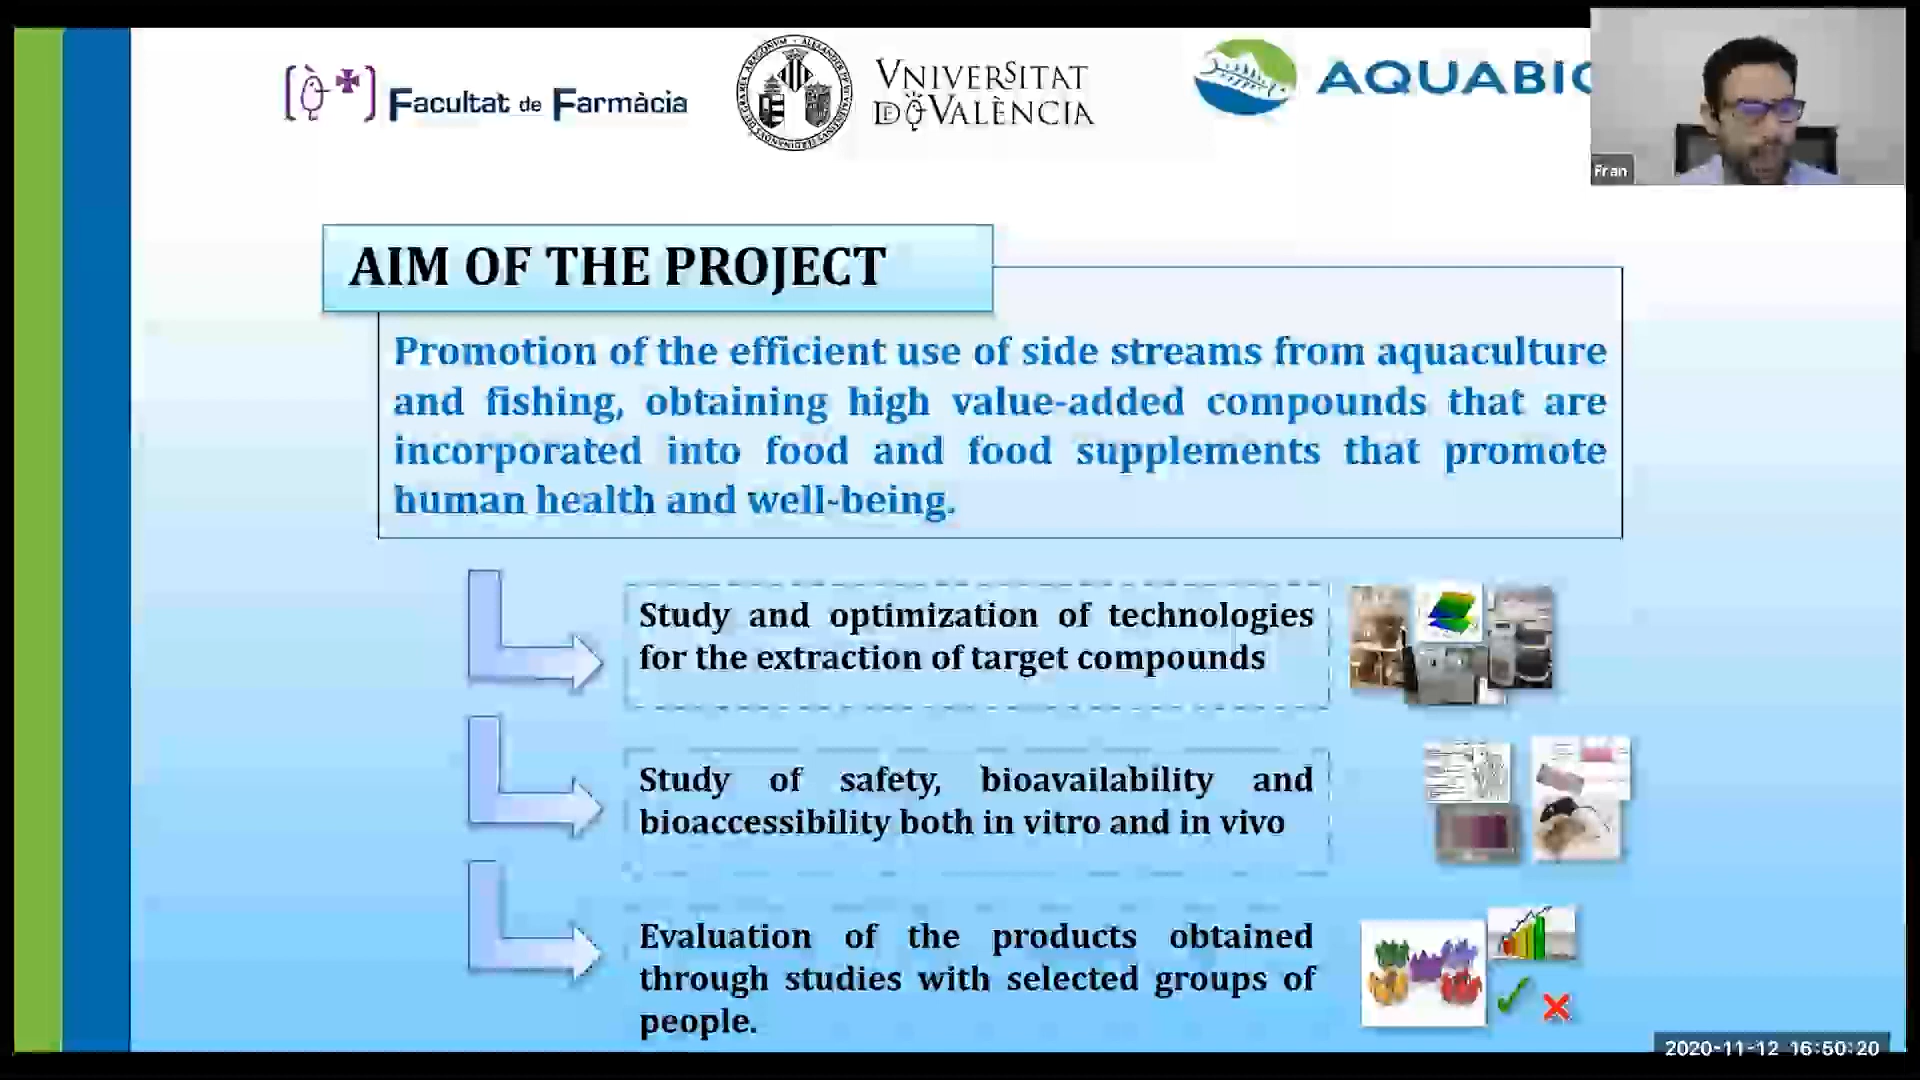 Facultat de Farmàcia
VNIVERSITAT
DE VALÈNCIA
AQUABIO
Fran
AIM OF THE PROJECT
Promotion of the efficient use of side streams from aquaculture
and fishing, obtaining high value-added compounds that are
incorporated into food and food supplements that promote
human health and well-being.
Study and optimization of technologies
for the extraction of target compounds
Study of safety, bioavailability and
bioaccessibility both in vitro and in vivo
Evaluation of the products obtained
through studies with selected groups of
people.
2020-11-12 16:50:20